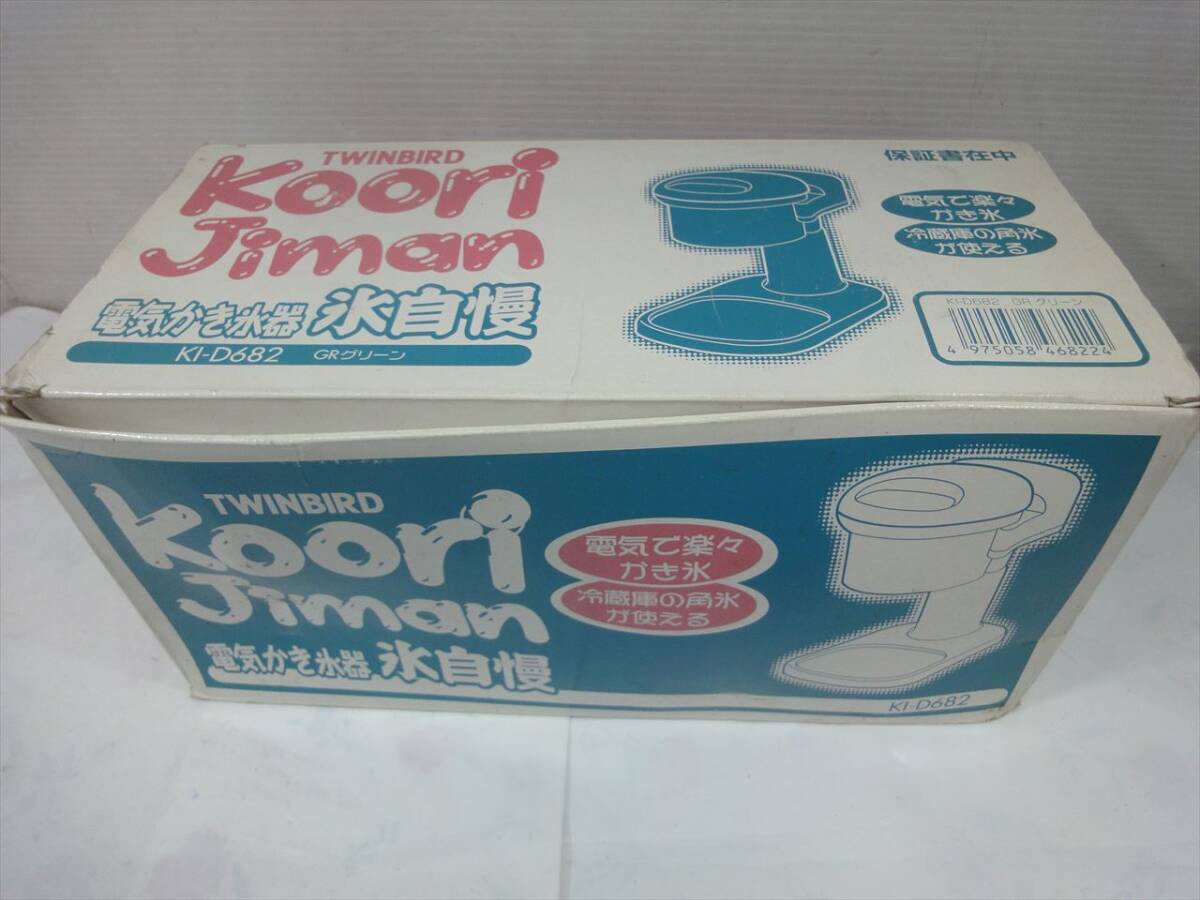 TWINBIRD
Koori
Jiman
電気かき氷器 氷自慢
KI-D682 GRグリーン
保証書在中
電気で楽々
かき氷
冷蔵庫の角氷
が使える
KI-D682 GRグリーン
4 975058 468224
TWINBIRD
Koori
Jiman
電気かき氷器 氷自慢
電気で楽々
かき氷
冷蔵庫の角氷
が使える
KI-D682